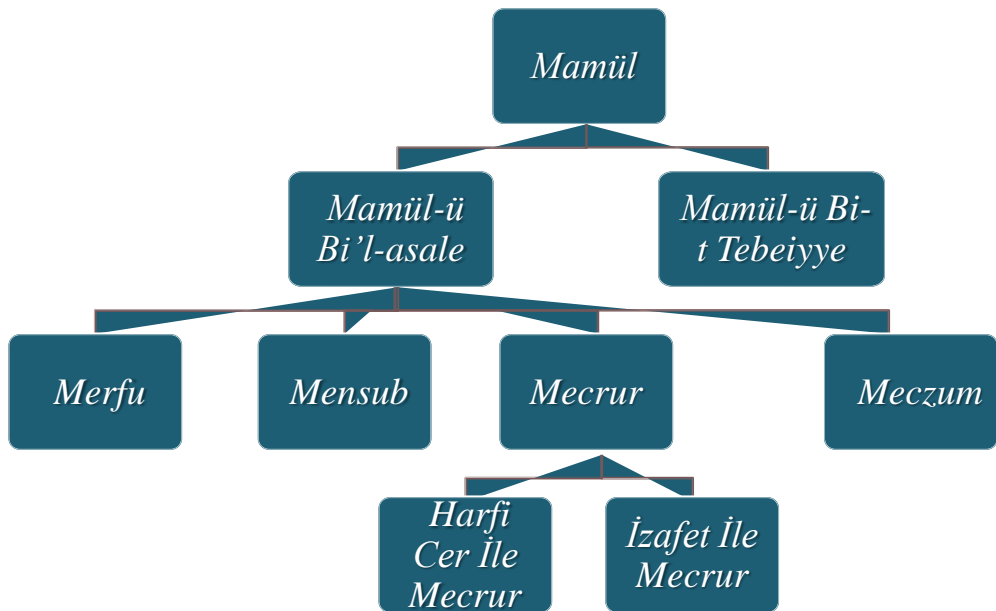 Mamül
Mamül-ü
Bi’l-asale
Mamül-ü Bi-
t Tebeiyye
Merfu
Mensub
Mecrur
Meczum
Harfi
Cer İle
Mecrur
İzafet İle
Mecrur